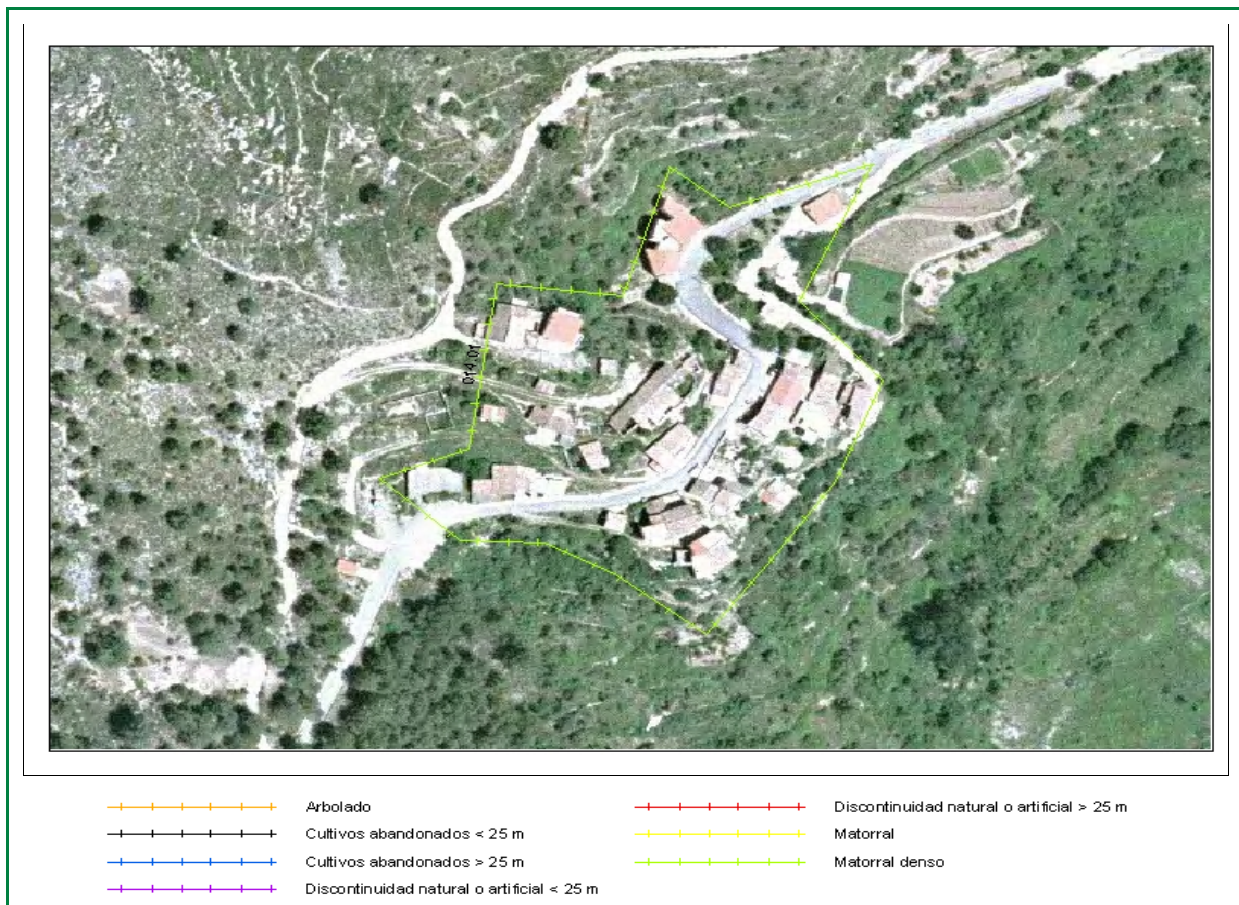 014.01
Arbolado
Cultivos abandonados < 25 m
Cultivos abandonados > 25 m
Discontinuidad natural o artificial < 25 m
Discontinuidad natural o artificial > 25 m
Matorral
Matorral denso